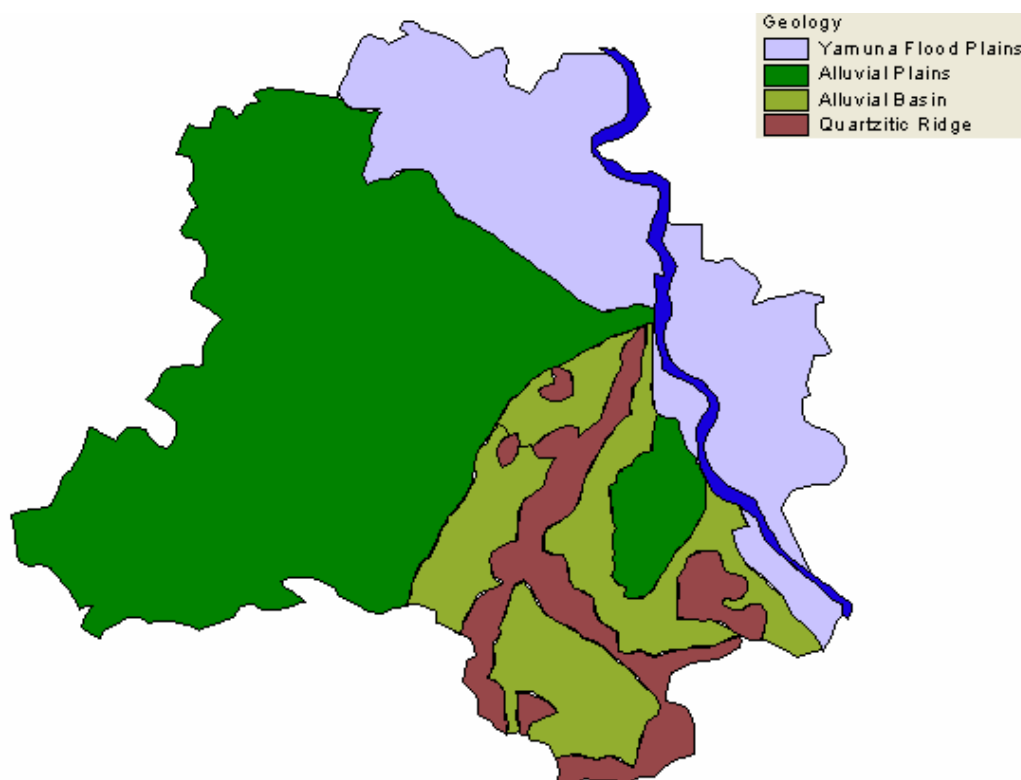 Geology
Yamuna Flood Plains
Alluvial Plains
Alluvial Basin
Quartzitic Ridge